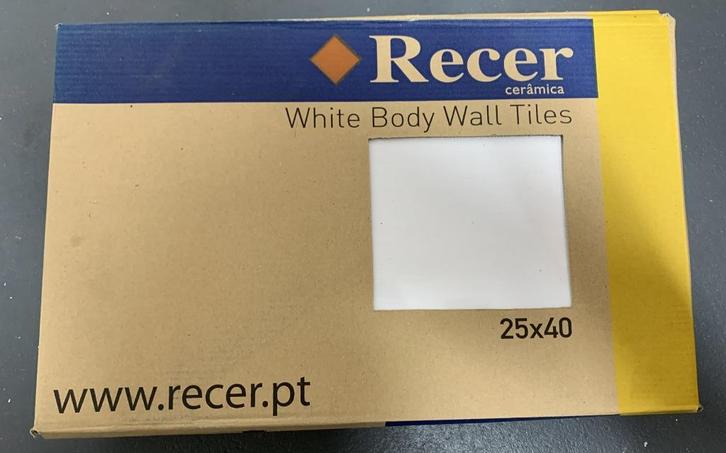 Recer
cerâmica
White Body Wall Tiles
25x40
www.recer.pt